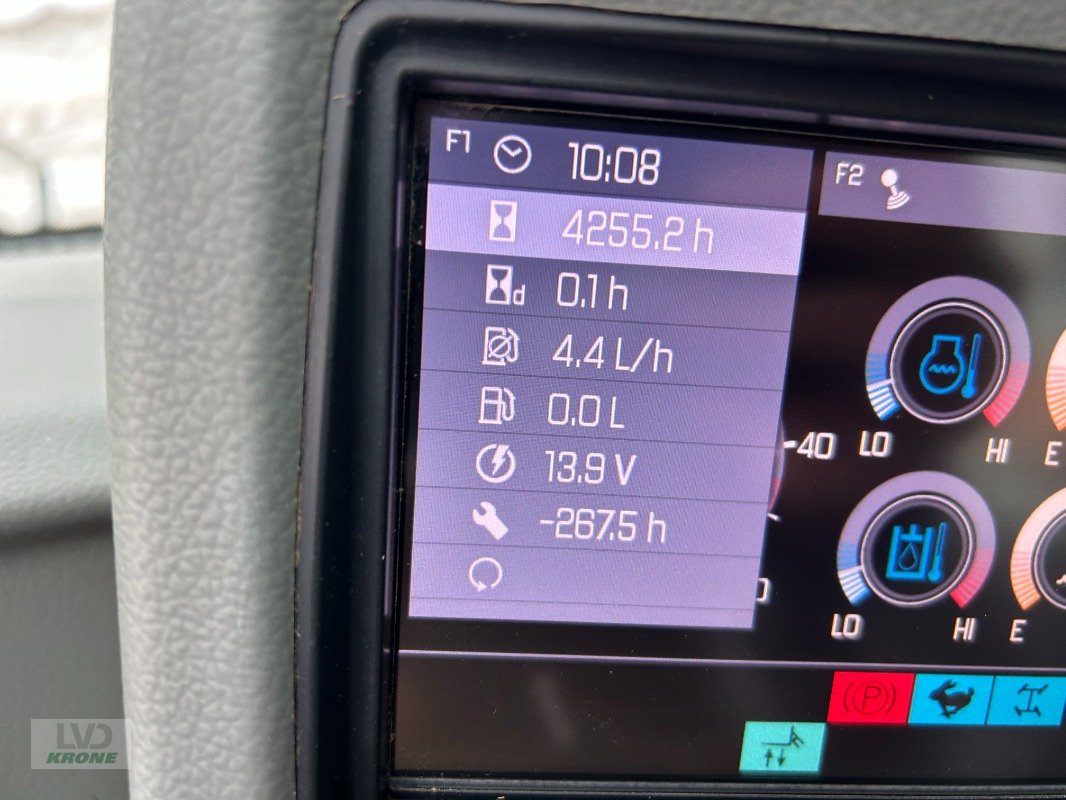 F1 10:08
F2
4255.2 h
d 0.1 h
4.4 L/h
0.0 L
13.9 V
-267.5 h
40
LO HI E
LO HI E
P
LVD
KRONE